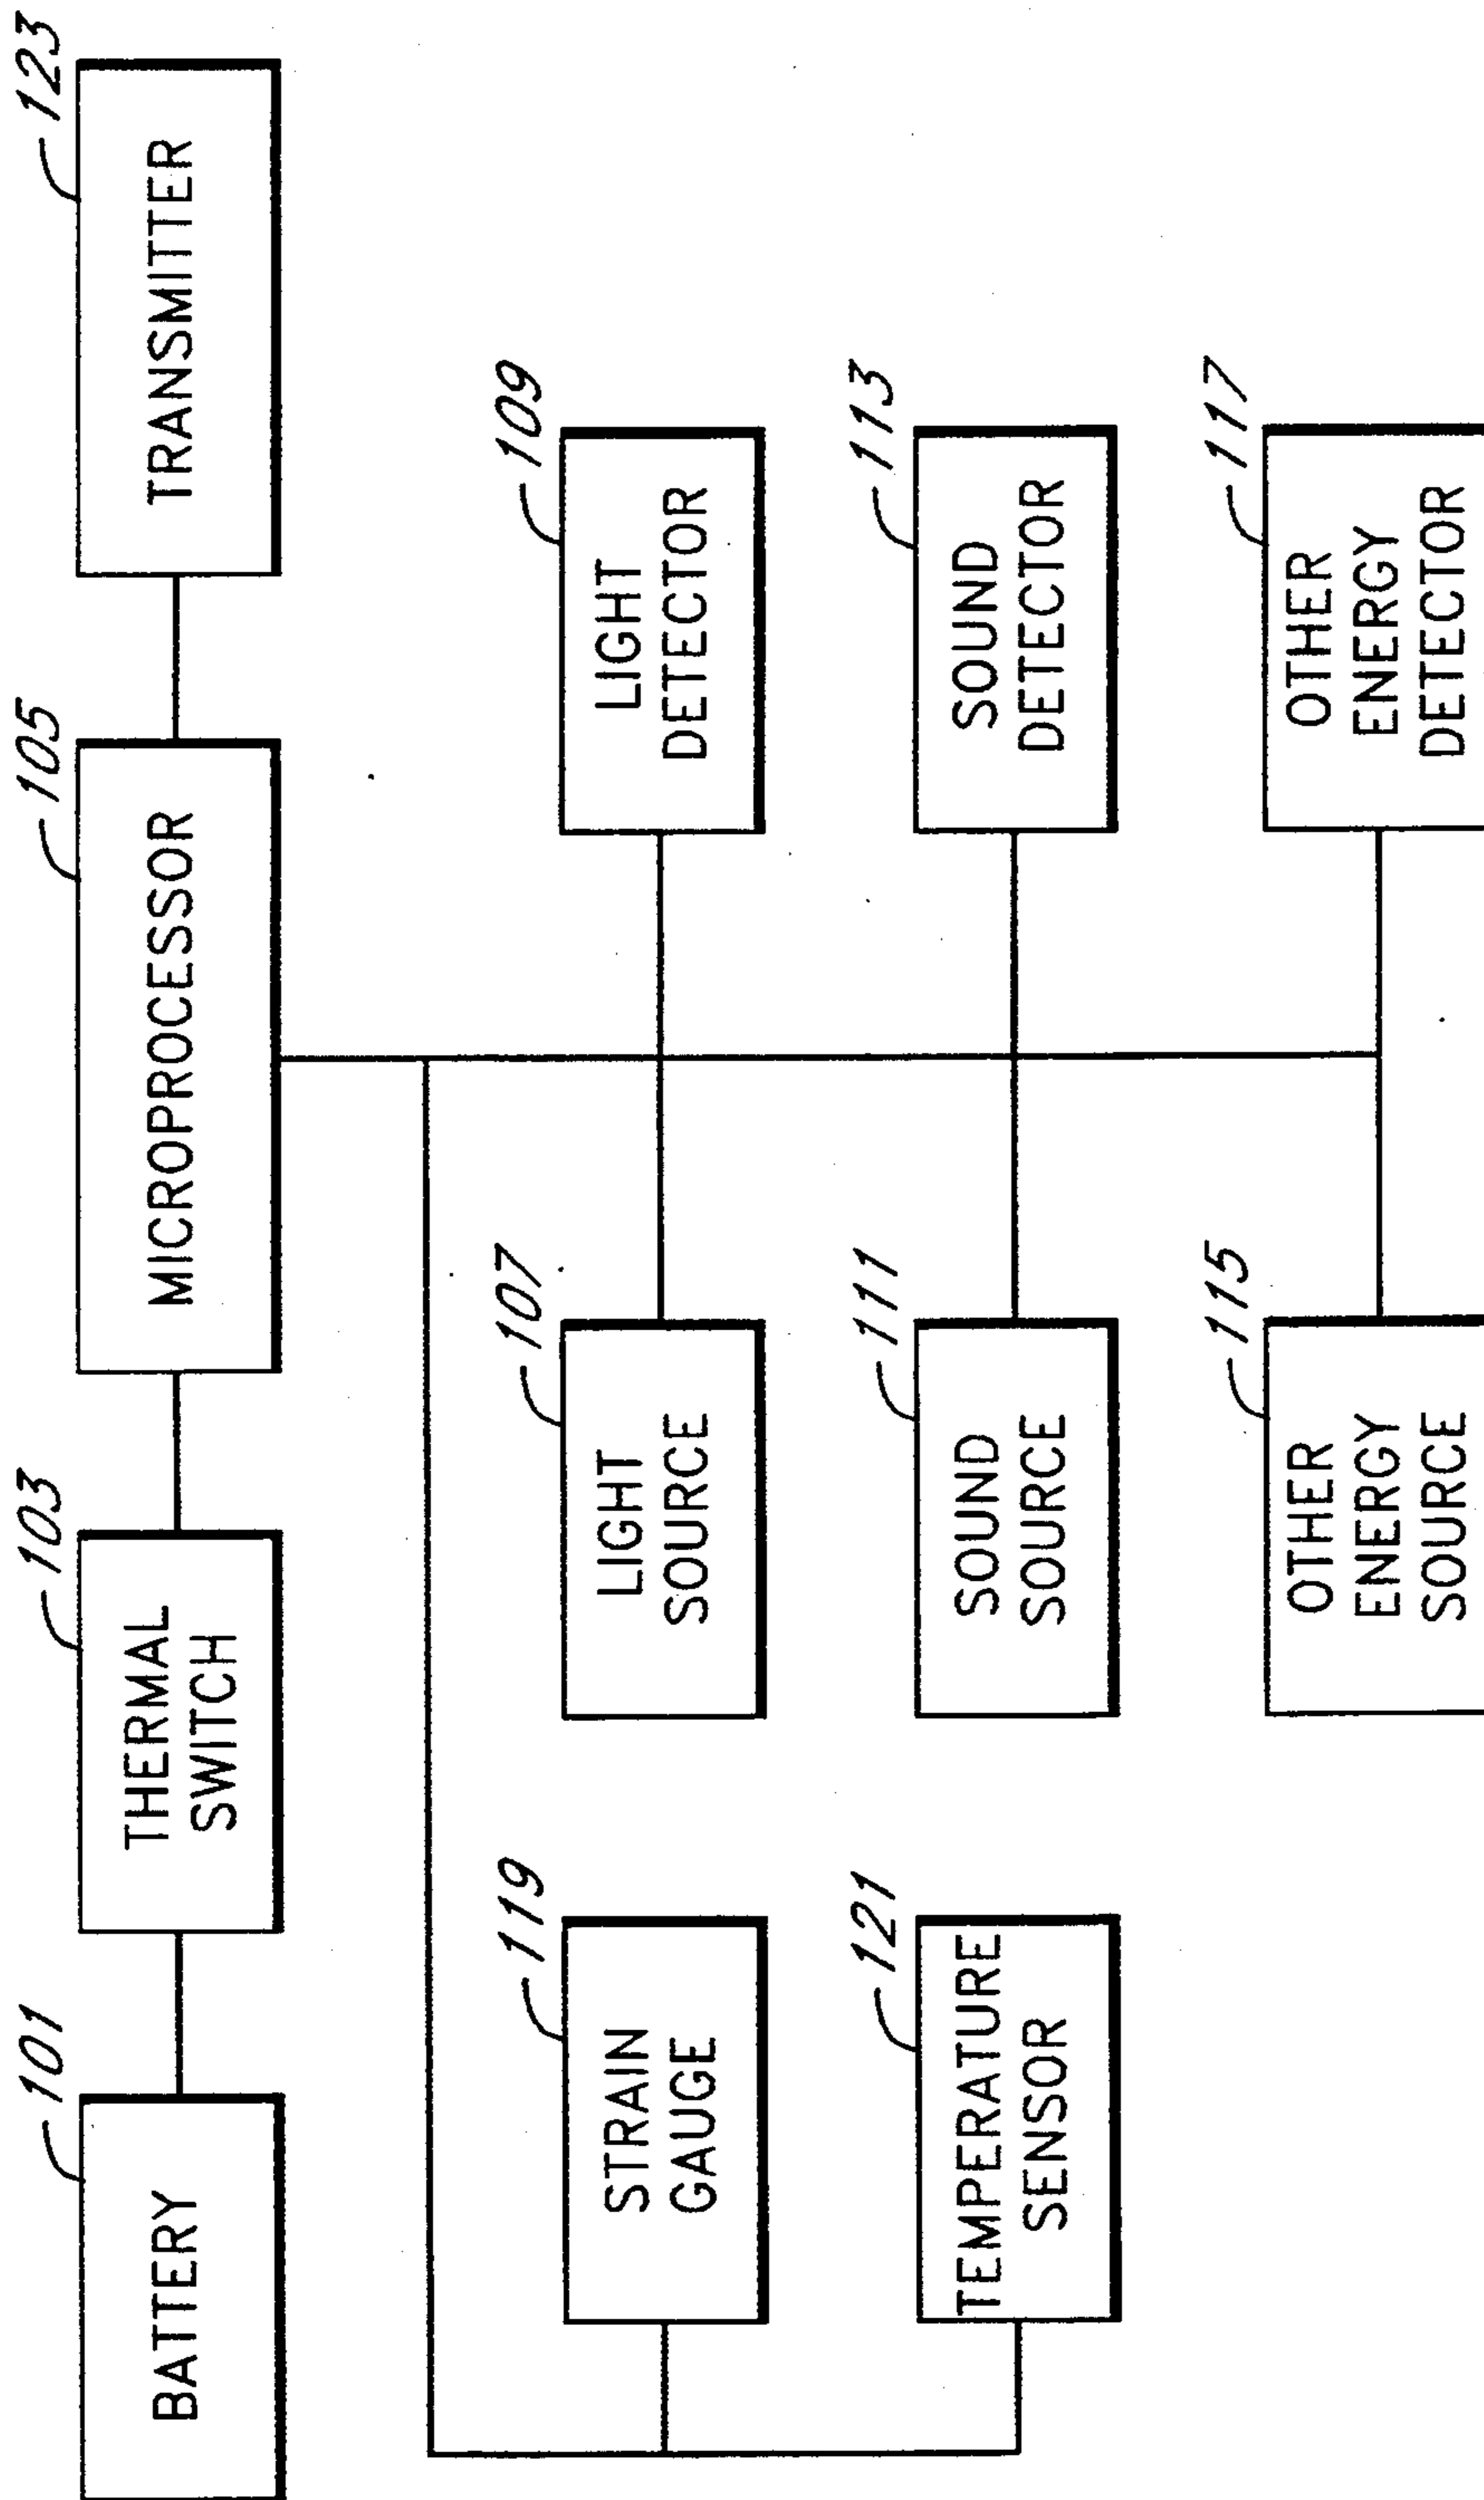 101
BATTERY
103
THERMAL
SWITCH
105
MICROPROCESSOR
123
TRANSMITTER
119
STRAIN
GAUGE
107
LIGHT
SOURCE
109
LIGHT
DETECTOR
121
TEMPERATURE
SENSOR
111
SOUND
SOURCE
113
SOUND
DETECTOR
115
OTHER
ENERGY
SOURCE
117
OTHER
ENERGY
DETECTOR